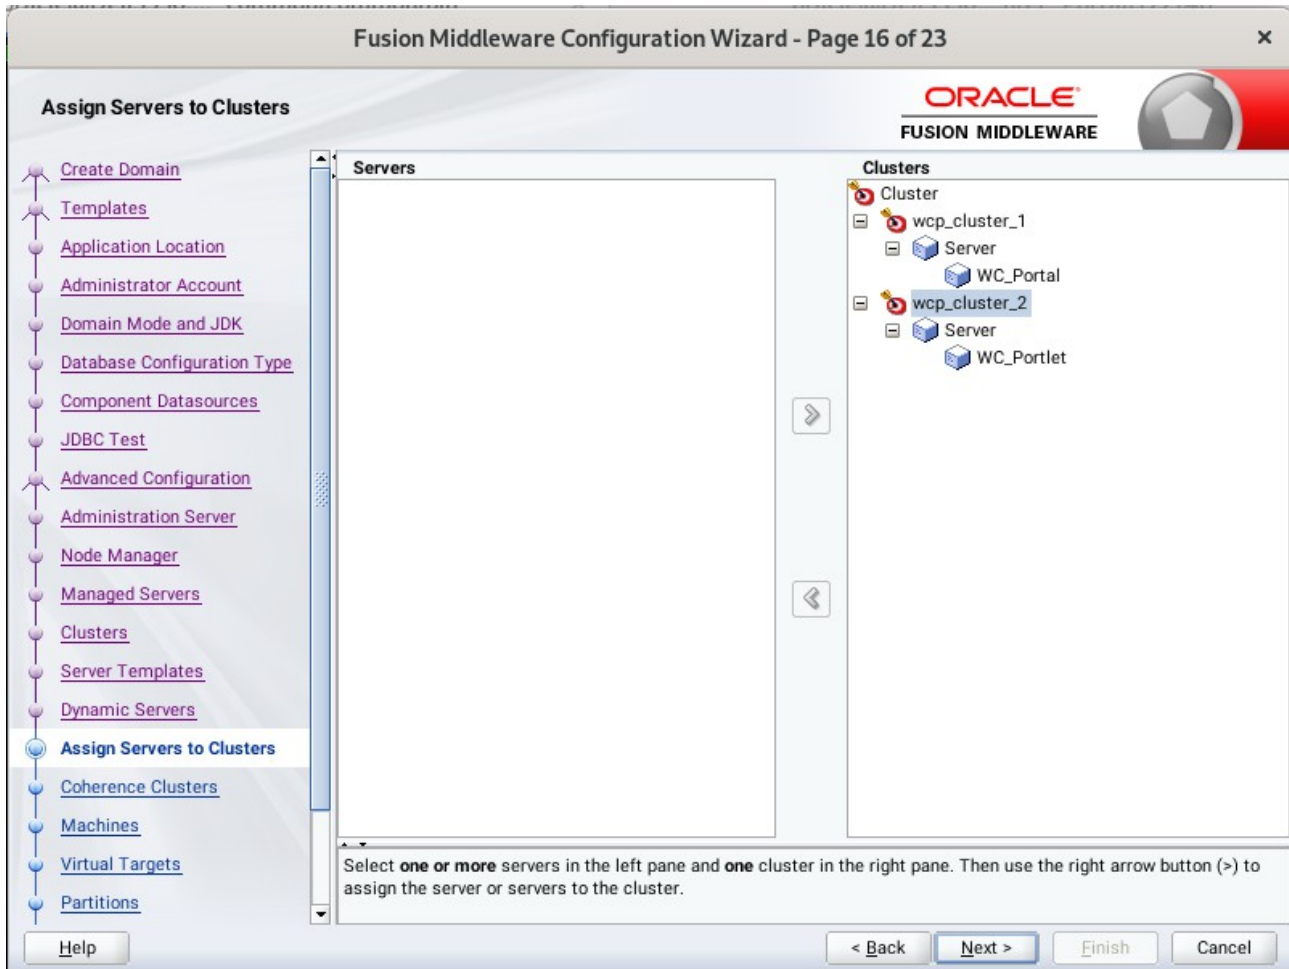 Fusion Middleware Configuration Wizard - Page 16 of 23
Assign Servers to Clusters
ORACLE
FUSION MIDDLEWARE
Create Domain
Templates
Application Location
Administrator Account
Domain Mode and JDK
Database Configuration Type
Component Datasources
JDBC Test
Advanced Configuration
Administration Server
Node Manager
Managed Servers
Clusters
Server Templates
Dynamic Servers
Assign Servers to Clusters
Coherence Clusters
Machines
Virtual Targets
Partitions
Servers
Clusters
Cluster
wcp_cluster_1
Server
WC_Portal
wcp_cluster_2
Server
WC_Portlet
Select one or more servers in the left pane and one cluster in the right pane. Then use the right arrow button (>) to
assign the server or servers to the cluster.
Help
< Back
Next >
Finish
Cancel